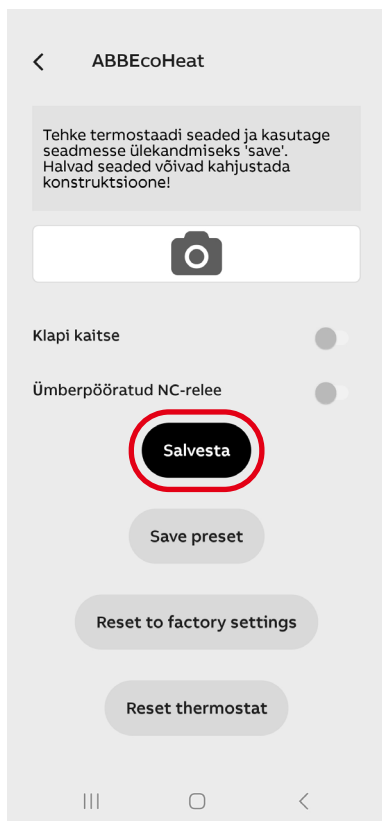 ABBEcoHeat
Tehke termostaadi seaded ja kasutage
seadmesse ülekandmiseks 'save'.
Halvad seaded võivad kahjustada
konstruktsioone!
Klapi kaitse
Ümberpööratud NC-relee
Salvesta
Save preset
Reset to factory settings
Reset thermostat